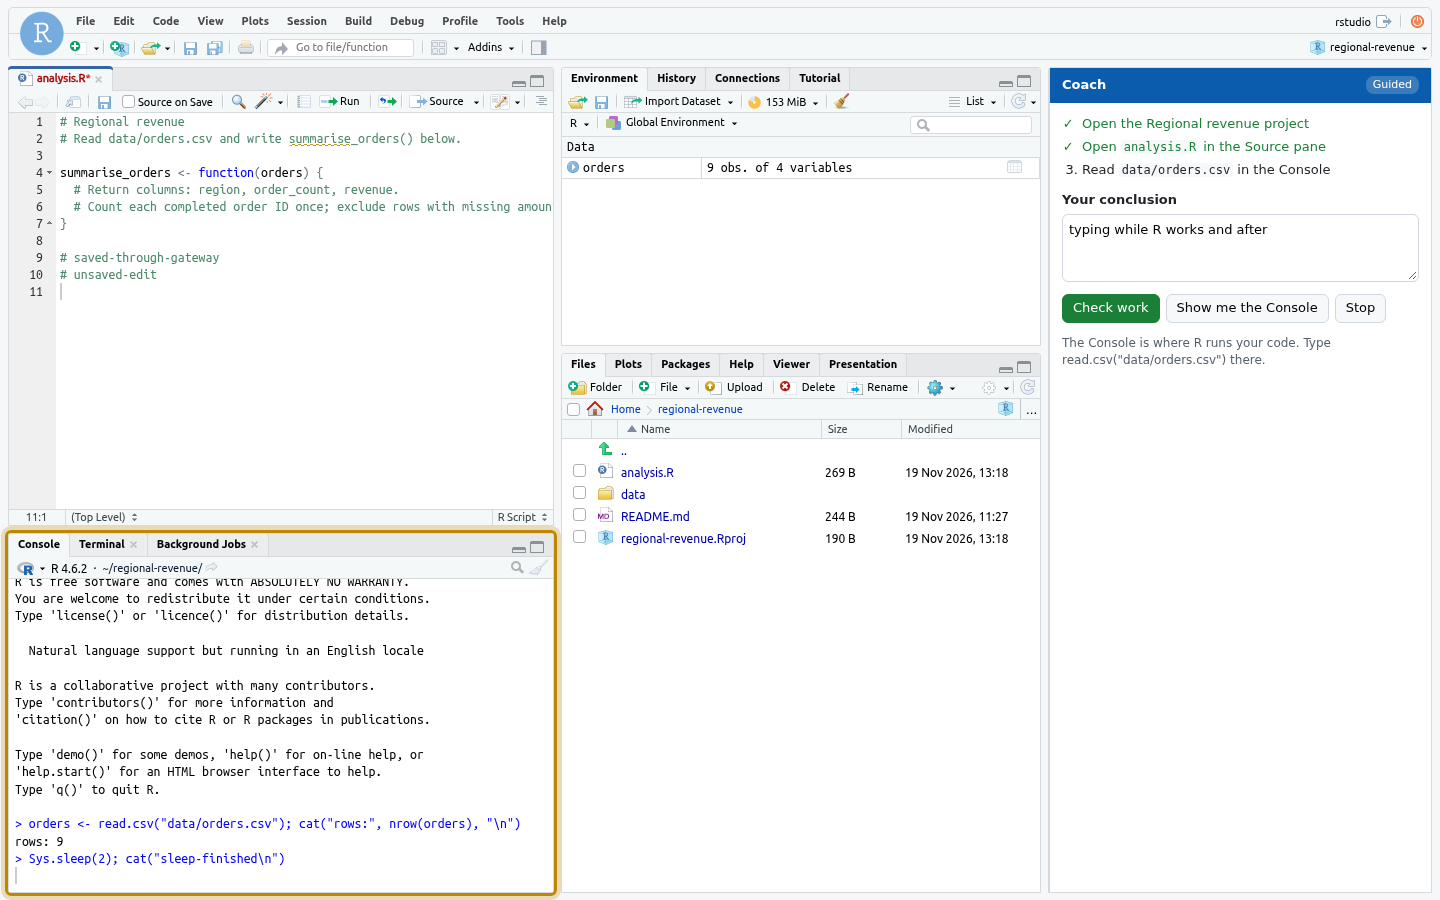 File Edit Code View Plots Session Build Debug Profile Tools Help
rstudio
Go to file/function
Addins
regional-revenue
analysis.R*
Source on Save
Run
Source
1 # Regional revenue
2 # Read data/orders.csv and write summarise_orders() below.
3
4 summarise_orders <- function(orders) {
5 # Return columns: region, order_count, revenue.
6 # Count each completed order ID once; exclude rows with missing amoun
7 }
8
9 # saved-through-gateway
10 # unsaved-edit
11
11:1 (Top Level) R Script
Console Terminal Background Jobs
R 4.6.2 · ~/regional-revenue/
R is free software and comes with ABSOLUTELY NO WARRANTY.
You are welcome to redistribute it under certain conditions.
Type 'license()' or 'licence()' for distribution details.
Natural language support but running in an English locale
R is a collaborative project with many contributors.
Type 'contributors()' for more information and
'citation()' on how to cite R or R packages in publications.
Type 'demo()' for some demos, 'help()' for on-line help, or
'help.start()' for an HTML browser interface to help.
Type 'q()' to quit R.
> orders <- read.csv("data/orders.csv"); cat("rows:", nrow(orders), "\n")
rows: 9
> Sys.sleep(2); cat("sleep-finished\n")
Environment History Connections Tutorial
Import Dataset 153 MiB List
R Global Environment
Data
orders 9 obs. of 4 variables
Files Plots Packages Help Viewer Presentation
Folder File Upload Delete Rename
Home regional-revenue ...
Name Size Modified
..
analysis.R 269 B 19 Nov 2026, 13:18
data
README.md 244 B 19 Nov 2026, 11:27
regional-revenue.Rproj 190 B 19 Nov 2026, 13:18
Coach Guided
✓ Open the Regional revenue project
✓ Open analysis.R in the Source pane
3. Read data/orders.csv in the Console
Your conclusion
typing while R works and after
Check work Show me the Console Stop
The Console is where R runs your code. Type
read.csv("data/orders.csv") there.